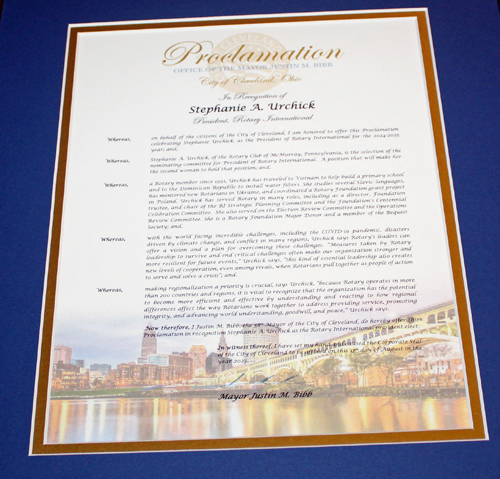 Proclamation
OFFICE OF THE MAYOR JUSTIN M. BIBB
City of Cleveland, Ohio
In Recognition of
Stephanie A. Urchick
President, Rotary International
Whereas, on behalf of the citizens of the City of Cleveland, I am honored to offer this Proclamation
celebrating Stephanie Urchick, as the President of Rotary International for the 2024-2025
year; and,
Whereas, Stephanie A. Urchick, of the Rotary Club of McMurray, Pennsylvania, is the selection of the
nominating committee for President of Rotary International. A position that will make her
the second woman to hold that position; and,
Whereas, a Rotary member since 1991, Urchick has traveled to Vietnam to help build a primary school
and to the Dominican Republic to install water filters. She studies several Slavic languages,
has mentored new Rotarians in Ukraine, and coordinated a Rotary Foundation grant project
in Poland. Urchick has served Rotary in many roles, including as a director, Foundation
trustee, and chair of the RI Strategic Planning Committee and the Foundation's Centennial
Celebration Committee. She also served on the Election Review Committee and the Operations
Review Committee. She is a Rotary Foundation Major Donor and a member of the Bequest
Society; and,
Whereas, with the world facing incredible challenges, including the COVID-19 pandemic, disasters
driven by climate change, and conflict in many regions, Urchick says Rotary's leaders can
offer a vision and a plan for overcoming these challenges. "Measures taken by Rotary
leadership to survive and null critical challenges often make our organization stronger and
more resilient for future events," Urchick says, "this kind of essential leadership also creates
new levels of cooperation, even among rivals, when Rotarians pull together as people of action
to serve and solve a crisis"; and,
Whereas, making regionalization a priority is crucial, says Urchick, "because Rotary operates in more
than 200 countries and regions, it is vital to recognize that the organization has the potential
to become more efficient and effective by understanding and reacting to how regional
differences affect the way Rotarians work together to address providing service, promoting
integrity, and advancing world understanding, goodwill, and peace," Urchick says;
Now therefore, I Justin M. Bibb, the 58th Mayor of the City of Cleveland, do hereby offer this
Proclamation in recognition Stephanie A. Urchick as the Rotary International president elect.
In witness thereof, I have set my hand and caused the Corporate Seal
of the City of Cleveland to be affixed on this day of August in the
year 2023.
Mayor Justin M. Bibb